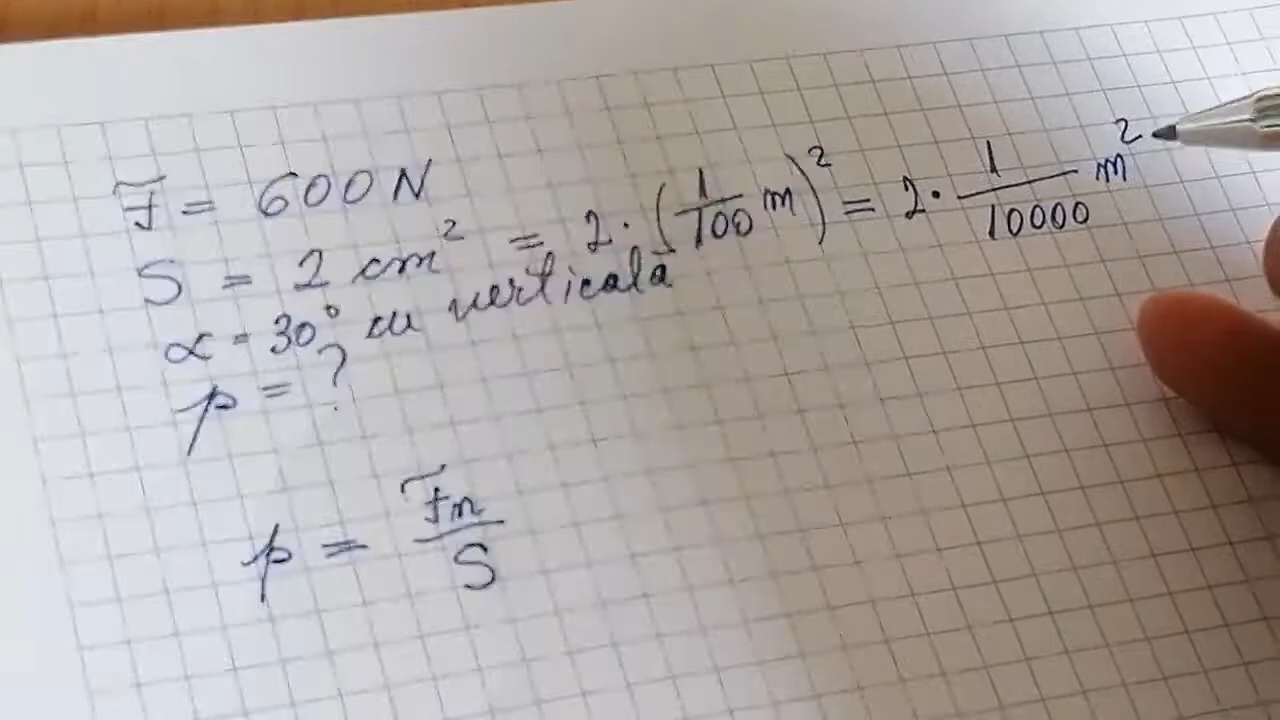 F = 600 N
S = 2 cm² = 2 · (1/100 m)² = 2 · 1/10000 m²
α = 30° cu verticala
p = ?
p = Fn/S